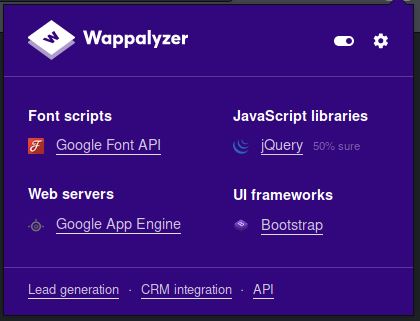 Wappalyzer
Font scripts
Google Font API
Web servers
Google App Engine
JavaScript libraries
jQuery 50% sure
UI frameworks
Bootstrap
Lead generation · CRM integration · API